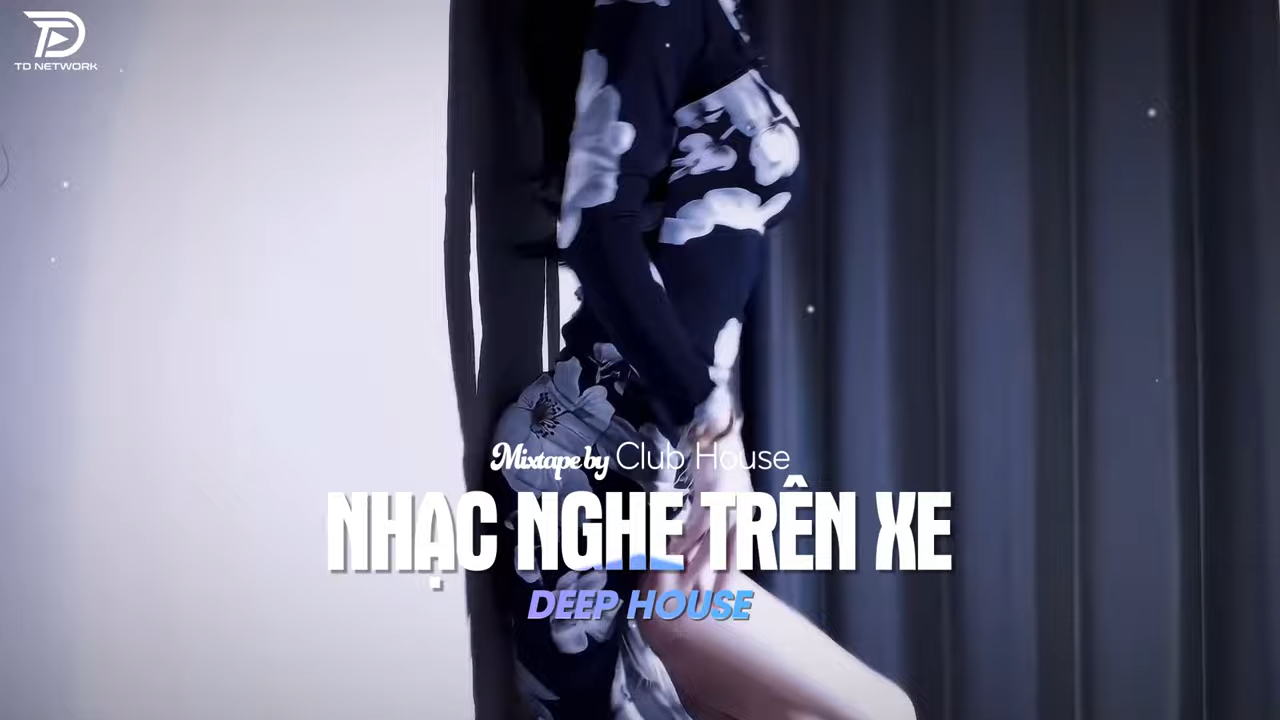 TD NETWORK
Mixtape by Club House
NHẠC NGHE TRÊN XE
DEEP HOUSE